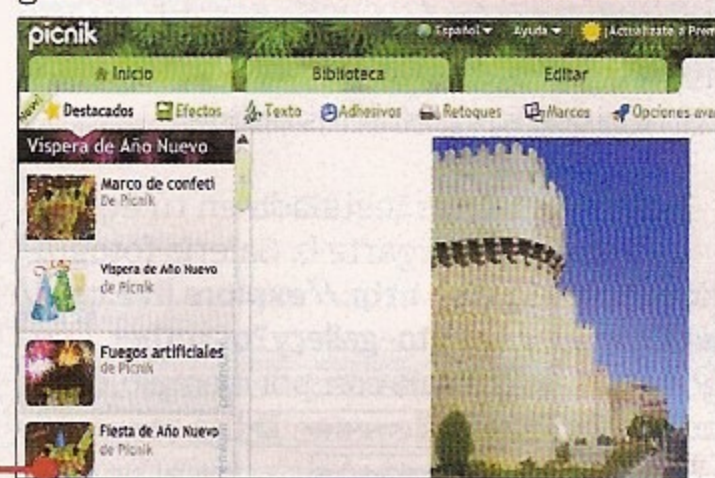 picnik
Español Ayuda ¡Actualízate a Prem
Inicio Biblioteca Editar
New! Destacados Efectos Texto Adhesivos Retoques Marcos Opciones ava
Víspera de Año Nuevo
Marco de confeti
De Picnik
Víspera de Año Nuevo
de Picnik
Fuegos artificiales
de Picnik
Fiesta de Año Nuevo
de Picnik